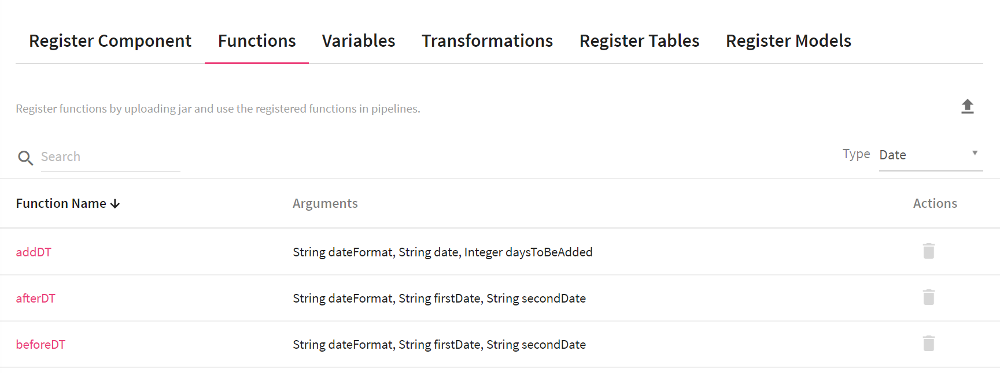 Register Component Functions Variables Transformations Register Tables Register Models
Register functions by uploading jar and use the registered functions in pipelines.
Search Type Date
Function Name Arguments Actions
addDT String dateFormat, String date, Integer daysToBeAdded
afterDT String dateFormat, String firstDate, String secondDate
beforeDT String dateFormat, String firstDate, String secondDate